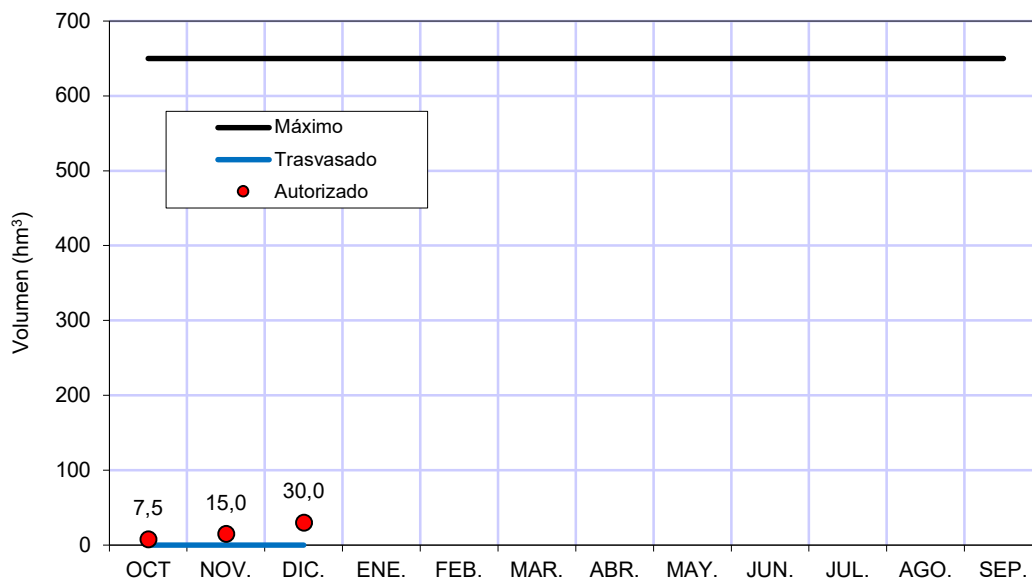 700
600
500
400
300
200
100
0
Volumen (hm³)
Máximo
Trasvasado
Autorizado
7,5
15,0
30,0
OCT NOV. DIC. ENE. FEB. MAR. ABR. MAY. JUN. JUL. AGO. SEP.